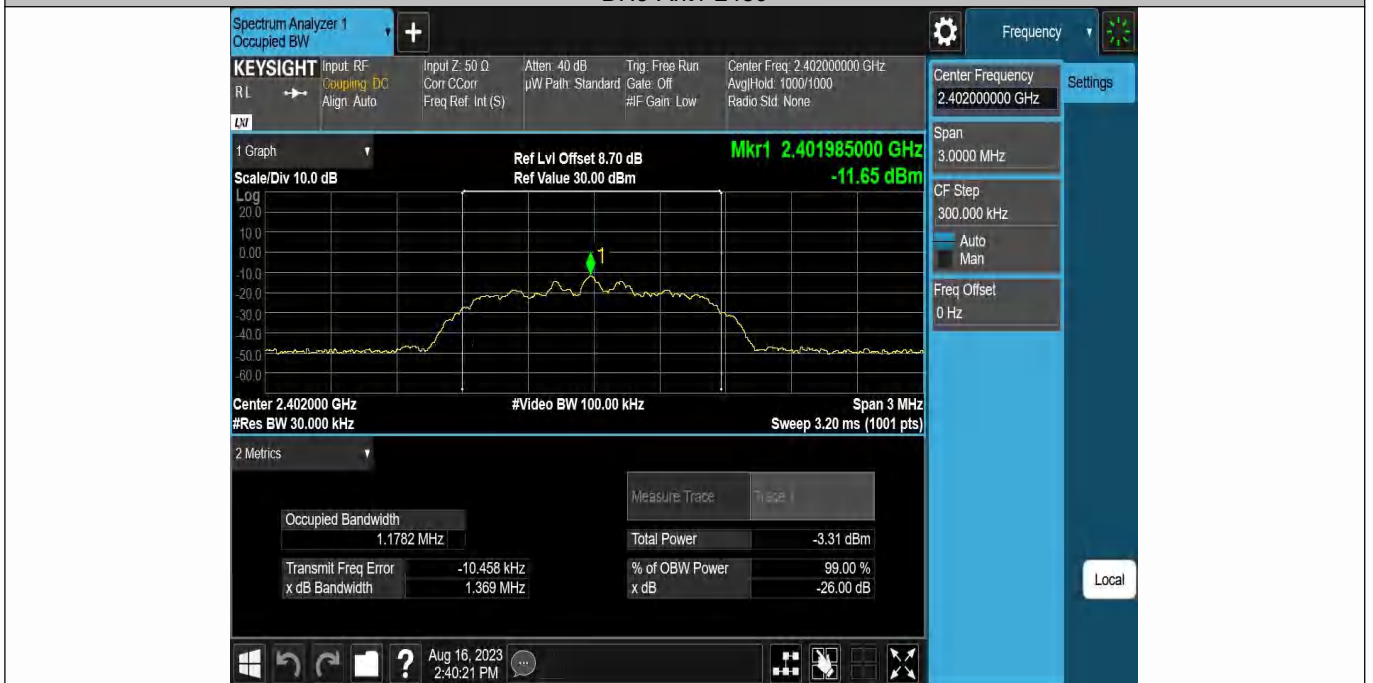 Spectrum Analyzer 1
Occupied BW
+
Frequency
KEYSIGHT
RL
LXI
Input: RF
Coupling: DC
Align: Auto
Input Z: 50 Ω
Corr CCorr
Freq Ref: Int (S)
Atten: 40 dB
µW Path: Standard
Trig: Free Run
Gate: Off
#IF Gain: Low
Center Freq: 2.402000000 GHz
Avg|Hold: 1000/1000
Radio Std: None
Center Frequency
2.402000000 GHz
Settings
Span
3.0000 MHz
CF Step
300.000 kHz
Auto
Man
Freq Offset
0 Hz
1 Graph
Scale/Div 10.0 dB
Ref Lvl Offset 8.70 dB
Ref Value 30.00 dBm
Mkr1 2.401985000 GHz
-11.65 dBm
Log
20.0
10.0
0.00
-10.0
-20.0
-30.0
-40.0
-50.0
-60.0
1
Center 2.402000 GHz
#Video BW 100.00 kHz
Span 3 MHz
#Res BW 30.000 kHz
Sweep 3.20 ms (1001 pts)
2 Metrics
Measure Trace
Trace 1
Occupied Bandwidth
1.1782 MHz
Total Power
-3.31 dBm
Transmit Freq Error
-10.458 kHz
% of OBW Power
99.00 %
x dB Bandwidth
1.369 MHz
x dB
-26.00 dB
Local
?
Aug 16, 2023
2:40:21 PM